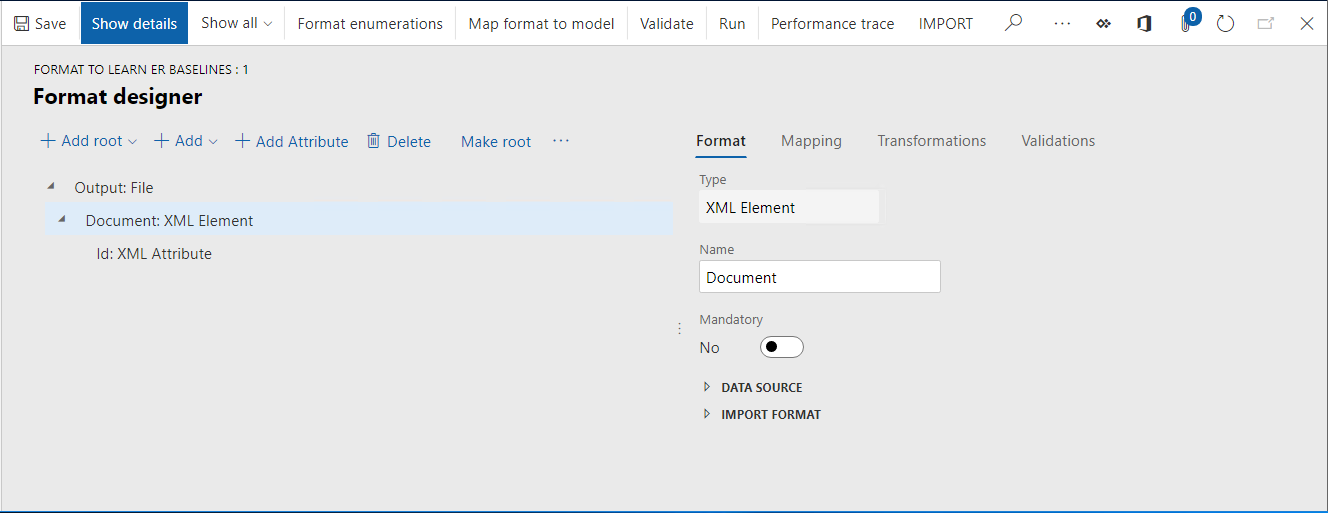 Save Show details Show all Format enumerations Map format to model Validate Run Performance trace IMPORT ... 0
FORMAT TO LEARN ER BASELINES : 1
Format designer
Add root Add Add Attribute Delete Make root ...
Format Mapping Transformations Validations
Output: File
Document: XML Element
Id: XML Attribute
Type
XML Element
Name
Document
Mandatory
No
DATA SOURCE
IMPORT FORMAT